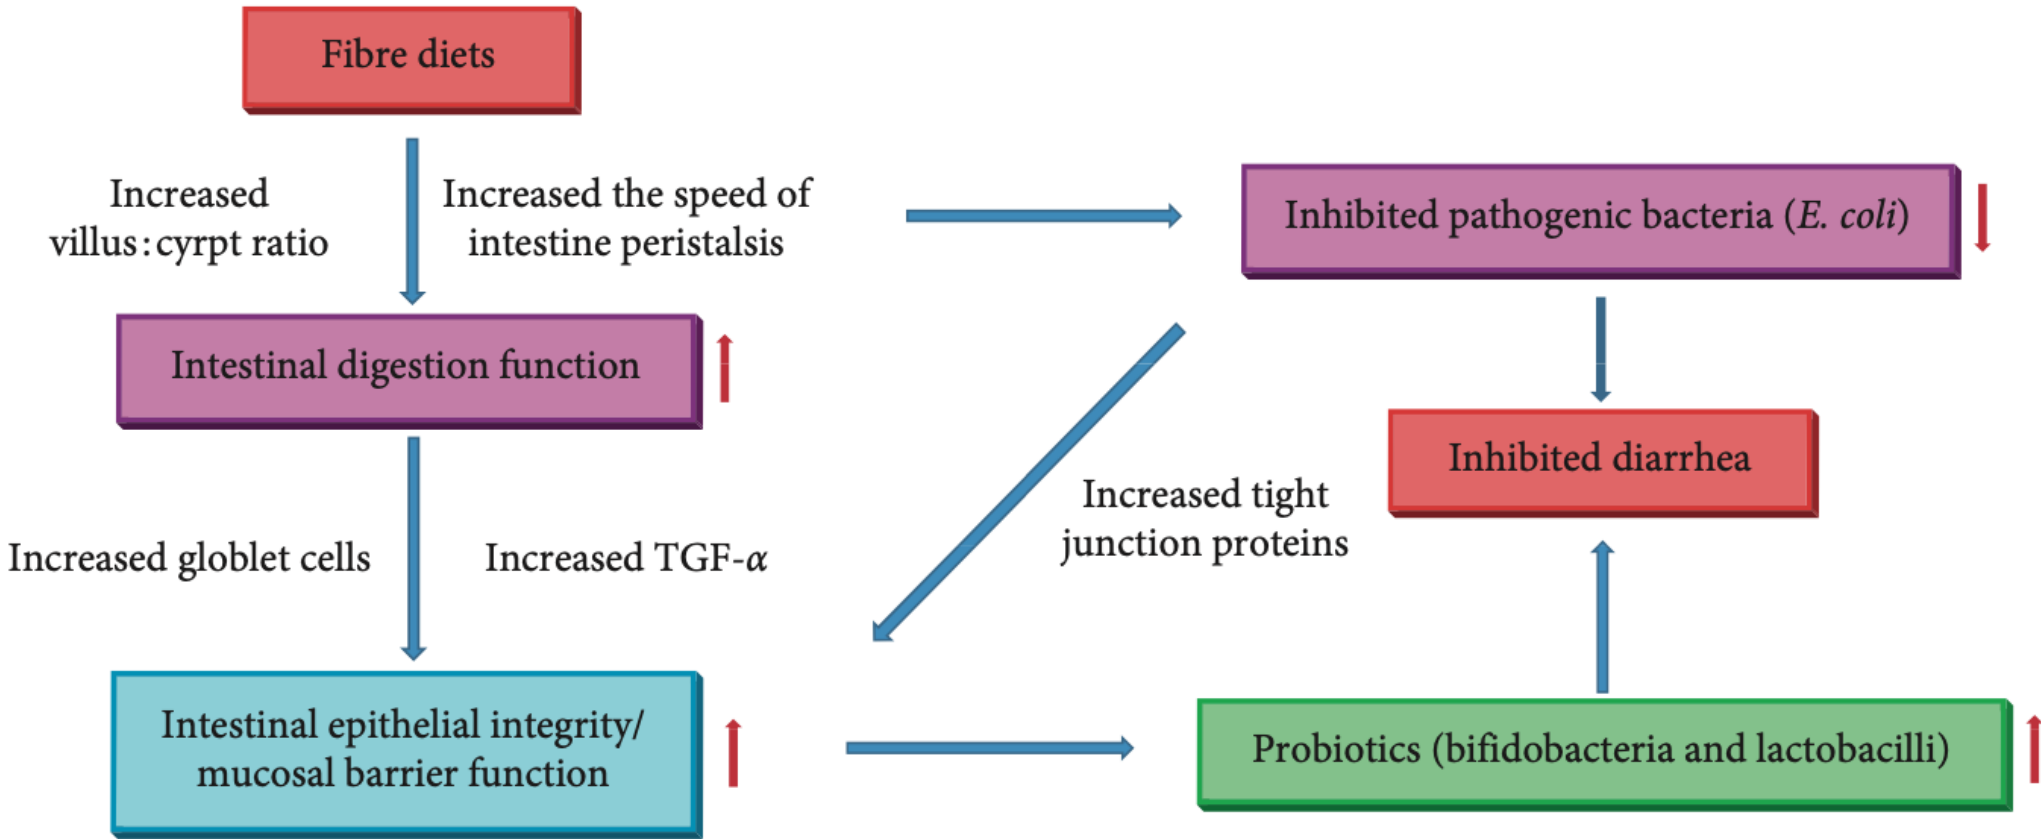 Fibre diets
Increased
villus : cyrpt ratio
Increased the speed of
intestine peristalsis
Inhibited pathogenic bacteria (E. coli)
Intestinal digestion function
Inhibited diarrhea
Increased tight
junction proteins
Increased globlet cells
Increased TGF-α
Intestinal epithelial integrity/
mucosal barrier function
Probiotics (bifidobacteria and lactobacilli)